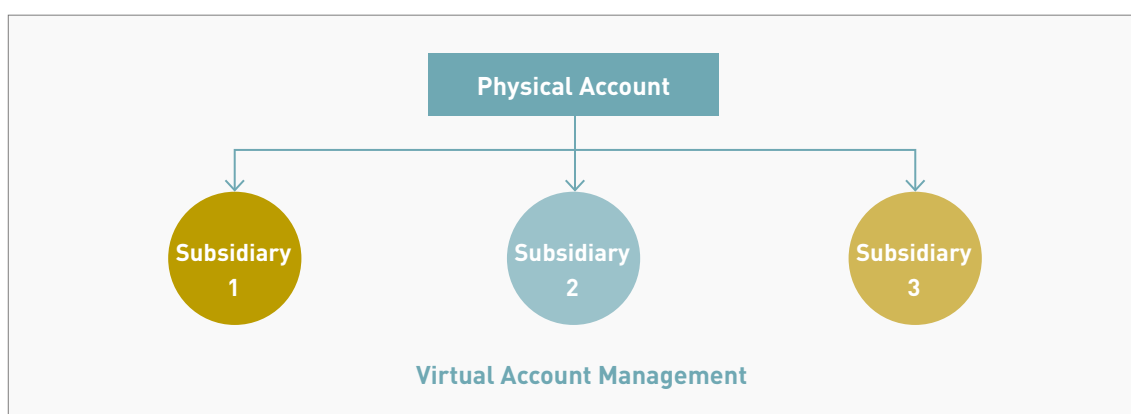 Physical Account
Subsidiary
1
Subsidiary
2
Subsidiary
3
Virtual Account Management